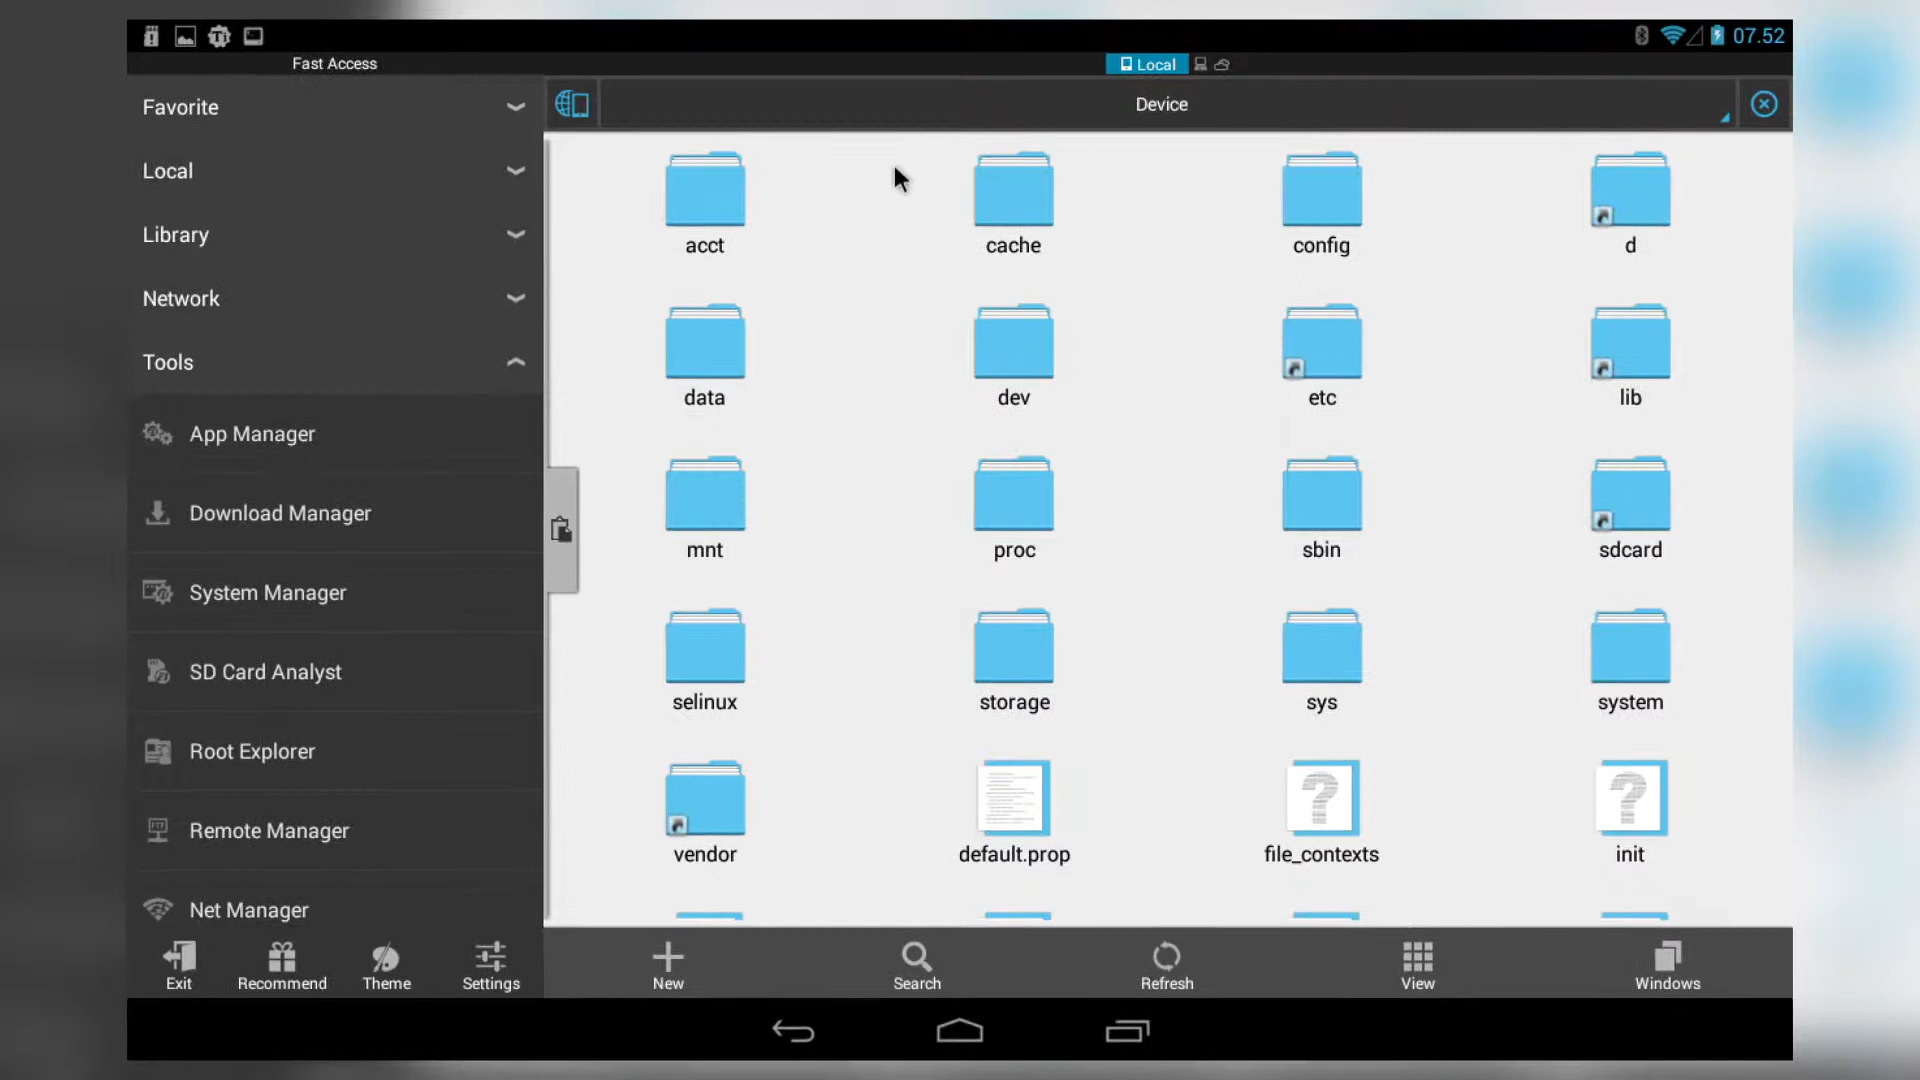 07.52
Fast Access
Local
Favorite
Local
Library
Network
Tools
App Manager
Download Manager
System Manager
SD Card Analyst
Root Explorer
Remote Manager
Net Manager
Exit
Recommend
Theme
Settings
Device
acct
cache
config
d
data
dev
etc
lib
mnt
proc
sbin
sdcard
selinux
storage
sys
system
vendor
default.prop
file_contexts
init
New
Search
Refresh
View
Windows